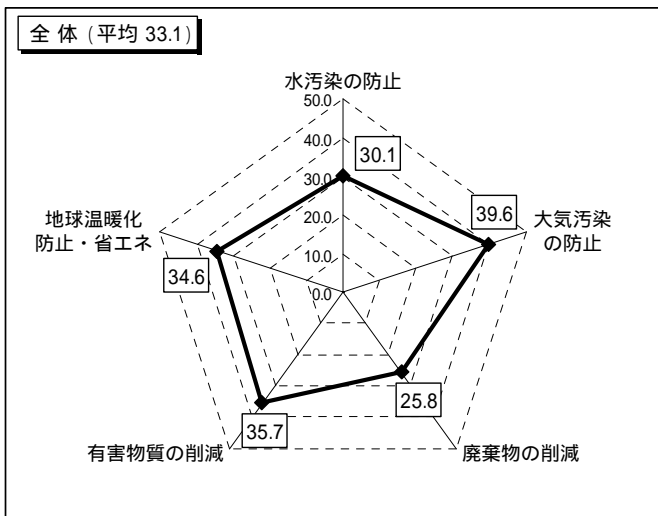 全 体 (平均 33.1)
水汚染の防止
50.0
40.0
30.0
20.0
10.0
0.0
30.1
39.6
大気汚染
の防止
地球温暖化
防止・省エネ
34.6
25.8
35.7
有害物質の削減
廃棄物の削減